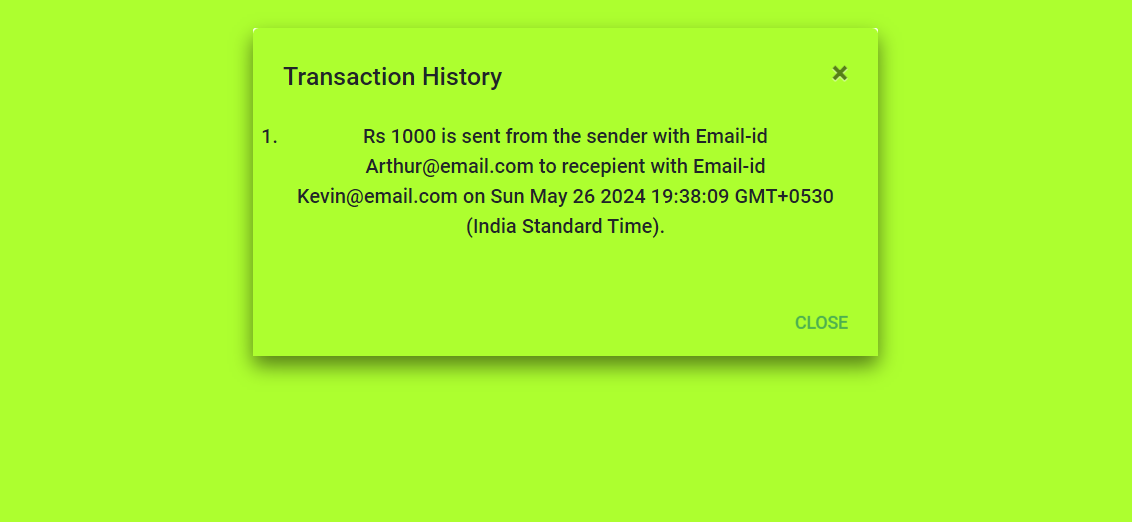 Transaction History
×
1. Rs 1000 is sent from the sender with Email-id
Arthur@email.com to recepient with Email-id
Kevin@email.com on Sun May 26 2024 19:38:09 GMT+0530
(India Standard Time).
CLOSE